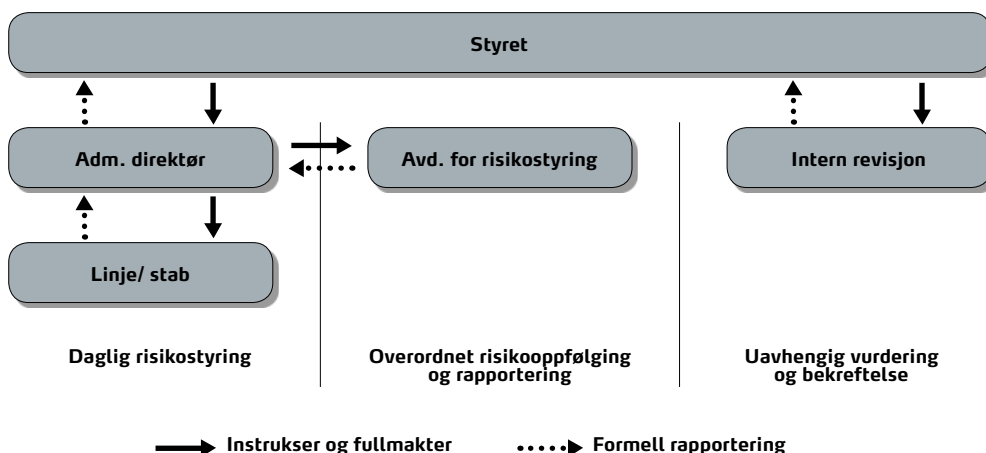 Styret
Adm. direktør
Avd. for risikostyring
Intern revisjon
Linje/ stab
Daglig risikostyring
Overordnet risikooppfølging
og rapportering
Uavhengig vurdering
og bekreftelse
Instrukser og fullmakter
Formell rapportering